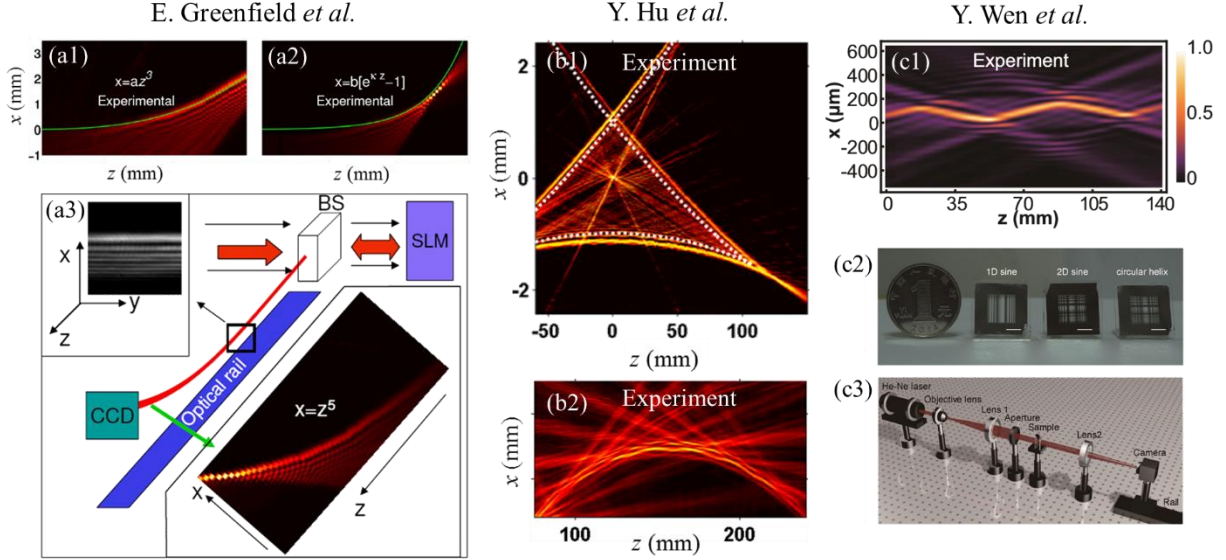 E. Greenfield et al.
Y. Hu et al.
Y. Wen et al.
(a1)
x=az³
Experimental
x (mm)
3
2
1
0
-1
z (mm)
(a2)
x=b[e^κz−1]
Experimental
z (mm)
(a3)
x
y
z
BS
SLM
Optical rail
CCD
x=z⁵
x
z
(b1)
Experiment
x (mm)
2
0
-2
-50
0
50
100
z (mm)
(b2)
Experiment
x (mm)
100
200
z (mm)
(c1)
Experiment
x (µm)
600
400
200
0
-200
-400
0
35
70
105
140
z (mm)
1.0
0.5
0
(c2)
1D sine
2D sine
circular helix
(c3)
He-Ne laser
Objective lens
Lens 1
Aperture
Sample
Lens2
Camera
Rail